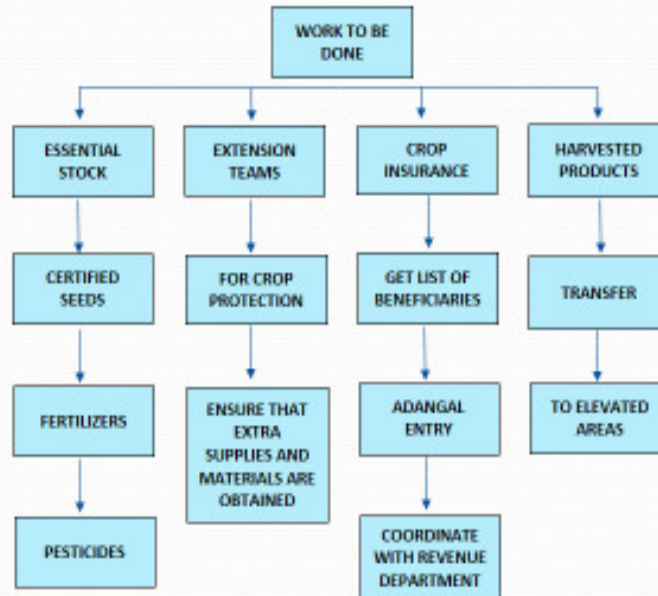 WORK TO BE
DONE
ESSENTIAL
STOCK
EXTENSION
TEAMS
CROP
INSURANCE
HARVESTED
PRODUCTS
CERTIFIED
SEEDS
FOR CROP
PROTECTION
GET LIST OF
BENEFICIARIES
TRANSFER
FERTILIZERS
ENSURE THAT
EXTRA
SUPPLIES AND
MATERIALS ARE
OBTAINED
ADANGAL
ENTRY
TO ELEVATED
AREAS
PESTICIDES
COORDINATE
WITH REVENUE
DEPARTMENT